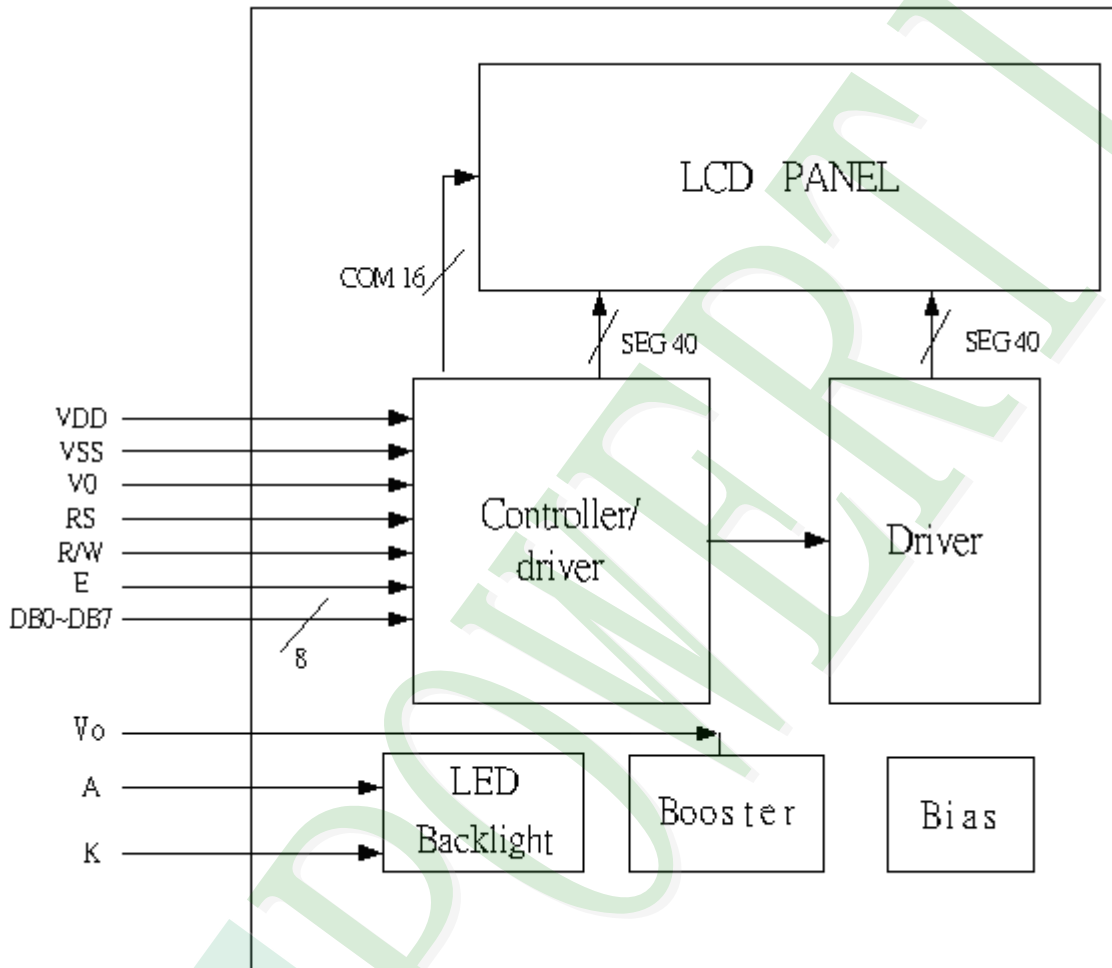 LCD PANEL
COM 16
SEG 40
SEG 40
VDD
VSS
V0
RS
R/W
E
DB0~DB7
8
Controller/
driver
Driver
Vo
A
K
LED
Backlight
Booster
Bias